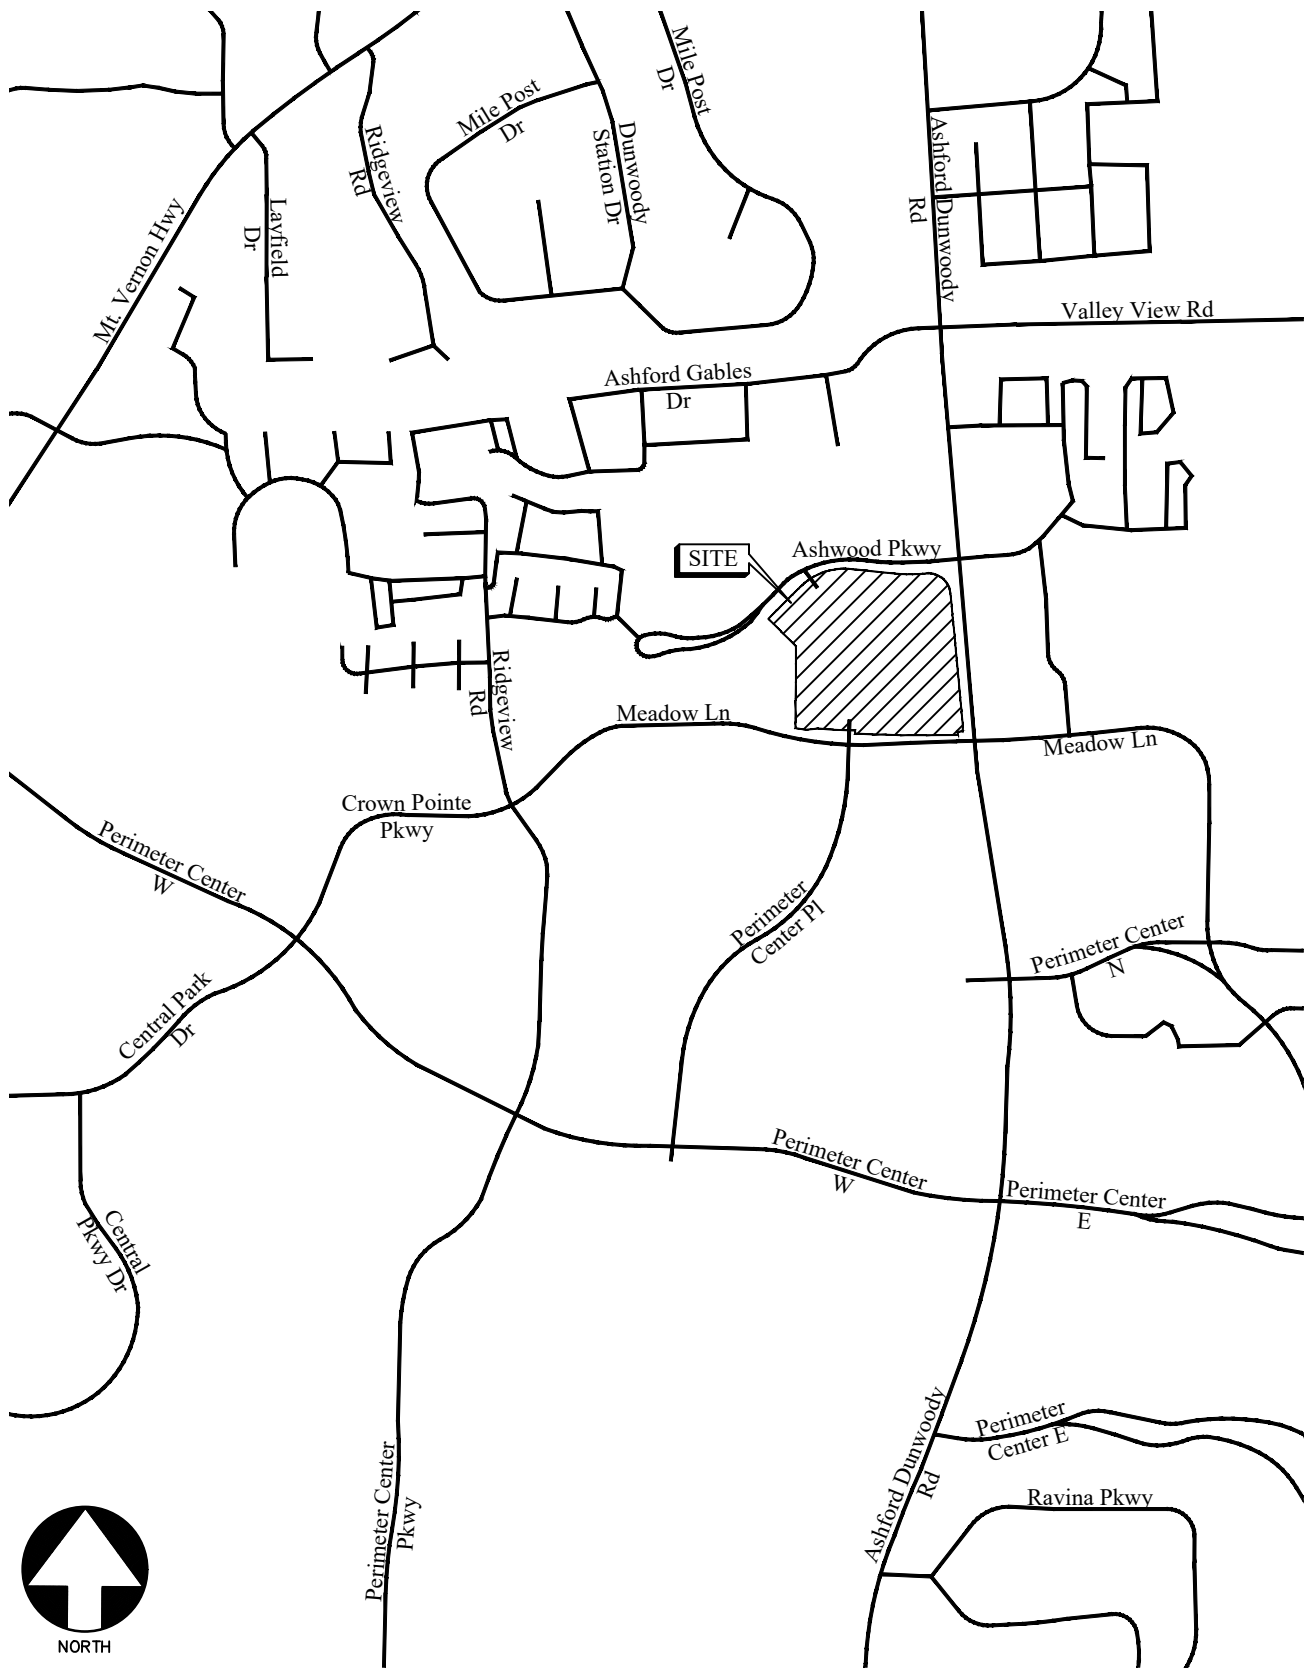 Mile Post
Dr
Mile Post
Dr
Dunwoody
Station Dr
Ashford Dunwoody
Rd
Ridgeview
Rd
Layfield
Dr
Mt. Vernon Hwy
Valley View Rd
Ashford Gables
Dr
SITE
Ashwood Pkwy
Ridgeview
Rd
Meadow Ln
Meadow Ln
Crown Pointe
Pkwy
Perimeter Center
W
Perimeter
Center Pl
Perimeter Center
N
Central Park
Dr
Perimeter Center
W
Perimeter Center
E
Central
Pkwy Dr
Ashford Dunwoody
Rd
Perimeter
Center E
Perimeter Center
Pkwy
Ravina Pkwy
NORTH